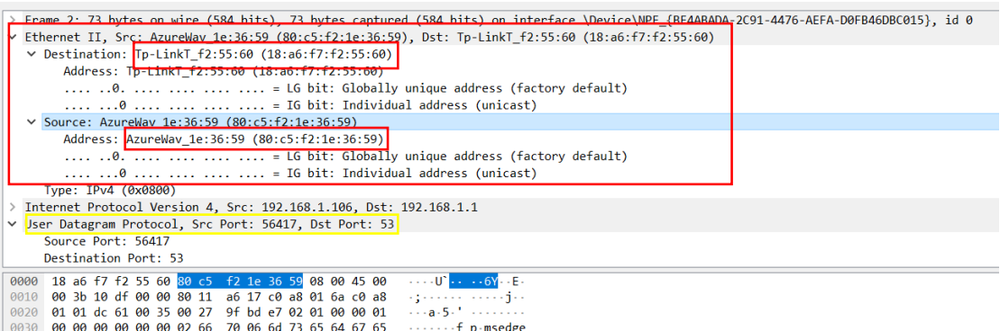 Frame 2: 73 bytes on wire (584 bits), 73 bytes captured (584 bits) on interface \Device\NPF_{BE4ABADA-2C91-4476-AEFA-D0FB46DBC015}, id 0
Ethernet II, Src: AzureWav_1e:36:59 (80:c5:f2:1e:36:59), Dst: Tp-LinkT_f2:55:60 (18:a6:f7:f2:55:60)
Destination: Tp-LinkT_f2:55:60 (18:a6:f7:f2:55:60)
Address: Tp-LinkT_f2:55:60 (18:a6:f7:f2:55:60)
.... ..0. .... .... .... .... = LG bit: Globally unique address (factory default)
.... ...0 .... .... .... .... = IG bit: Individual address (unicast)
Source: AzureWav_1e:36:59 (80:c5:f2:1e:36:59)
Address: AzureWav_1e:36:59 (80:c5:f2:1e:36:59)
.... ..0. .... .... .... .... = LG bit: Globally unique address (factory default)
.... ...0 .... .... .... .... = IG bit: Individual address (unicast)
Type: IPv4 (0x0800)
Internet Protocol Version 4, Src: 192.168.1.106, Dst: 192.168.1.1
User Datagram Protocol, Src Port: 56417, Dst Port: 53
Source Port: 56417
Destination Port: 53
0000 18 a6 f7 f2 55 60 80 c5 f2 1e 36 59 08 00 45 00 ····U`·· ··6Y··E·
0010 00 3b 10 df 00 00 80 11 a6 17 c0 a8 01 6a c0 a8 ·;······ ·····j··
0020 01 01 dc 61 00 35 00 27 9f bd e7 02 01 00 00 01 ···a·5·' ········
0030 00 00 00 00 00 00 02 66 70 06 6d 73 65 64 67 65 ·······f p·msedge